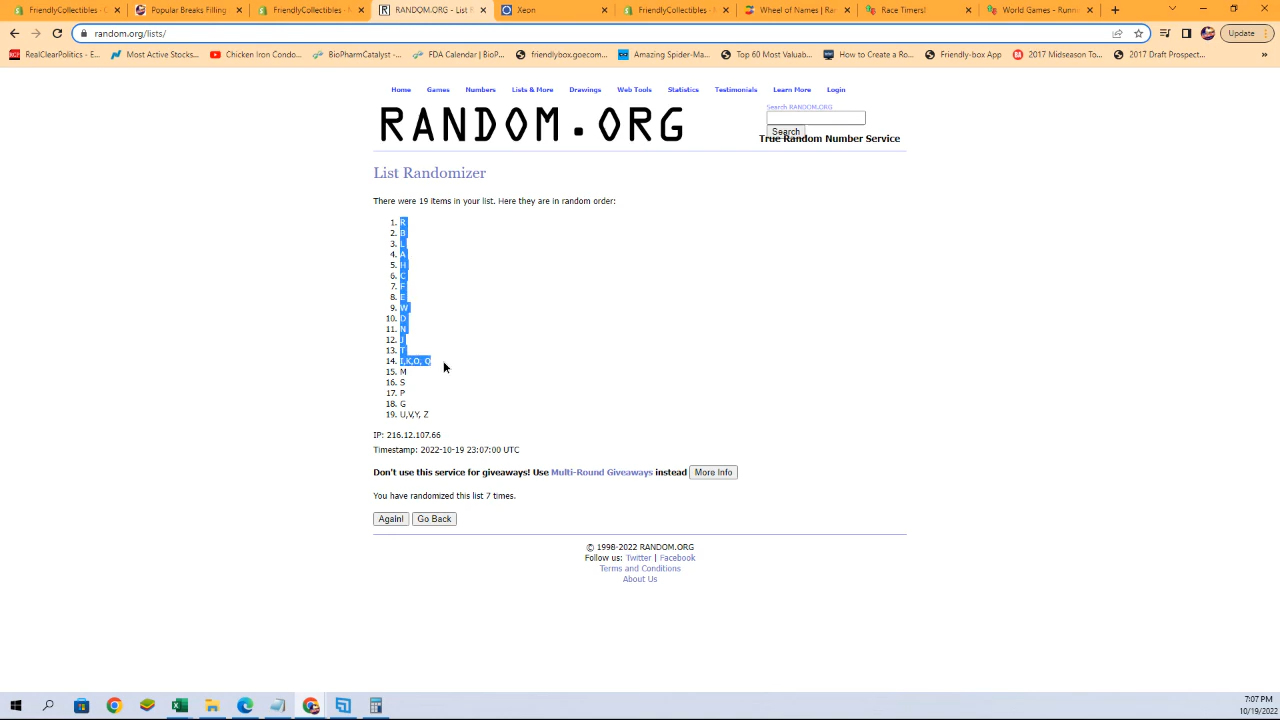 FriendlyCollectibles - C
Popular Breaks Filling
FriendlyCollectibles - S
RANDOM.ORG - List R
Xeon
FriendlyCollectibles - 
Wheel of Names | Ra
Race Timers!
World Games - Runne
random.org/lists/
Update
RealClearPolitics - E...
Most Active Stocks...
Chicken Iron Condo...
BioPharmCatalyst -...
FDA Calendar | BioP...
friendlybox.goecom...
Amazing Spider-Ma...
Top 60 Most Valuab...
How to Create a Ro...
Friendly-box App
2017 Midseason To...
2017 Draft Prospect...
Home Games Numbers Lists & More Drawings Web Tools Statistics Testimonials Learn More Login
RANDOM.ORG
Search RANDOM.ORG
Search
True Random Number Service
List Randomizer
There were 19 items in your list. Here they are in random order:
1. R
2. B
3. L
4. A
5. H
6. C
7. F
8. E
9. W
10. D
11. N
12. J
13. T
14. I,K,O, Q
15. M
16. S
17. P
18. G
19. U,V,Y, Z
IP: 216.12.107.66
Timestamp: 2022-10-19 23:07:00 UTC
Don't use this service for giveaways! Use Multi-Round Giveaways instead More Info
You have randomized this list 7 times.
Again! Go Back
© 1998-2022 RANDOM.ORG
Follow us: Twitter | Facebook
Terms and Conditions
About Us
7:07 PM
10/19/2022